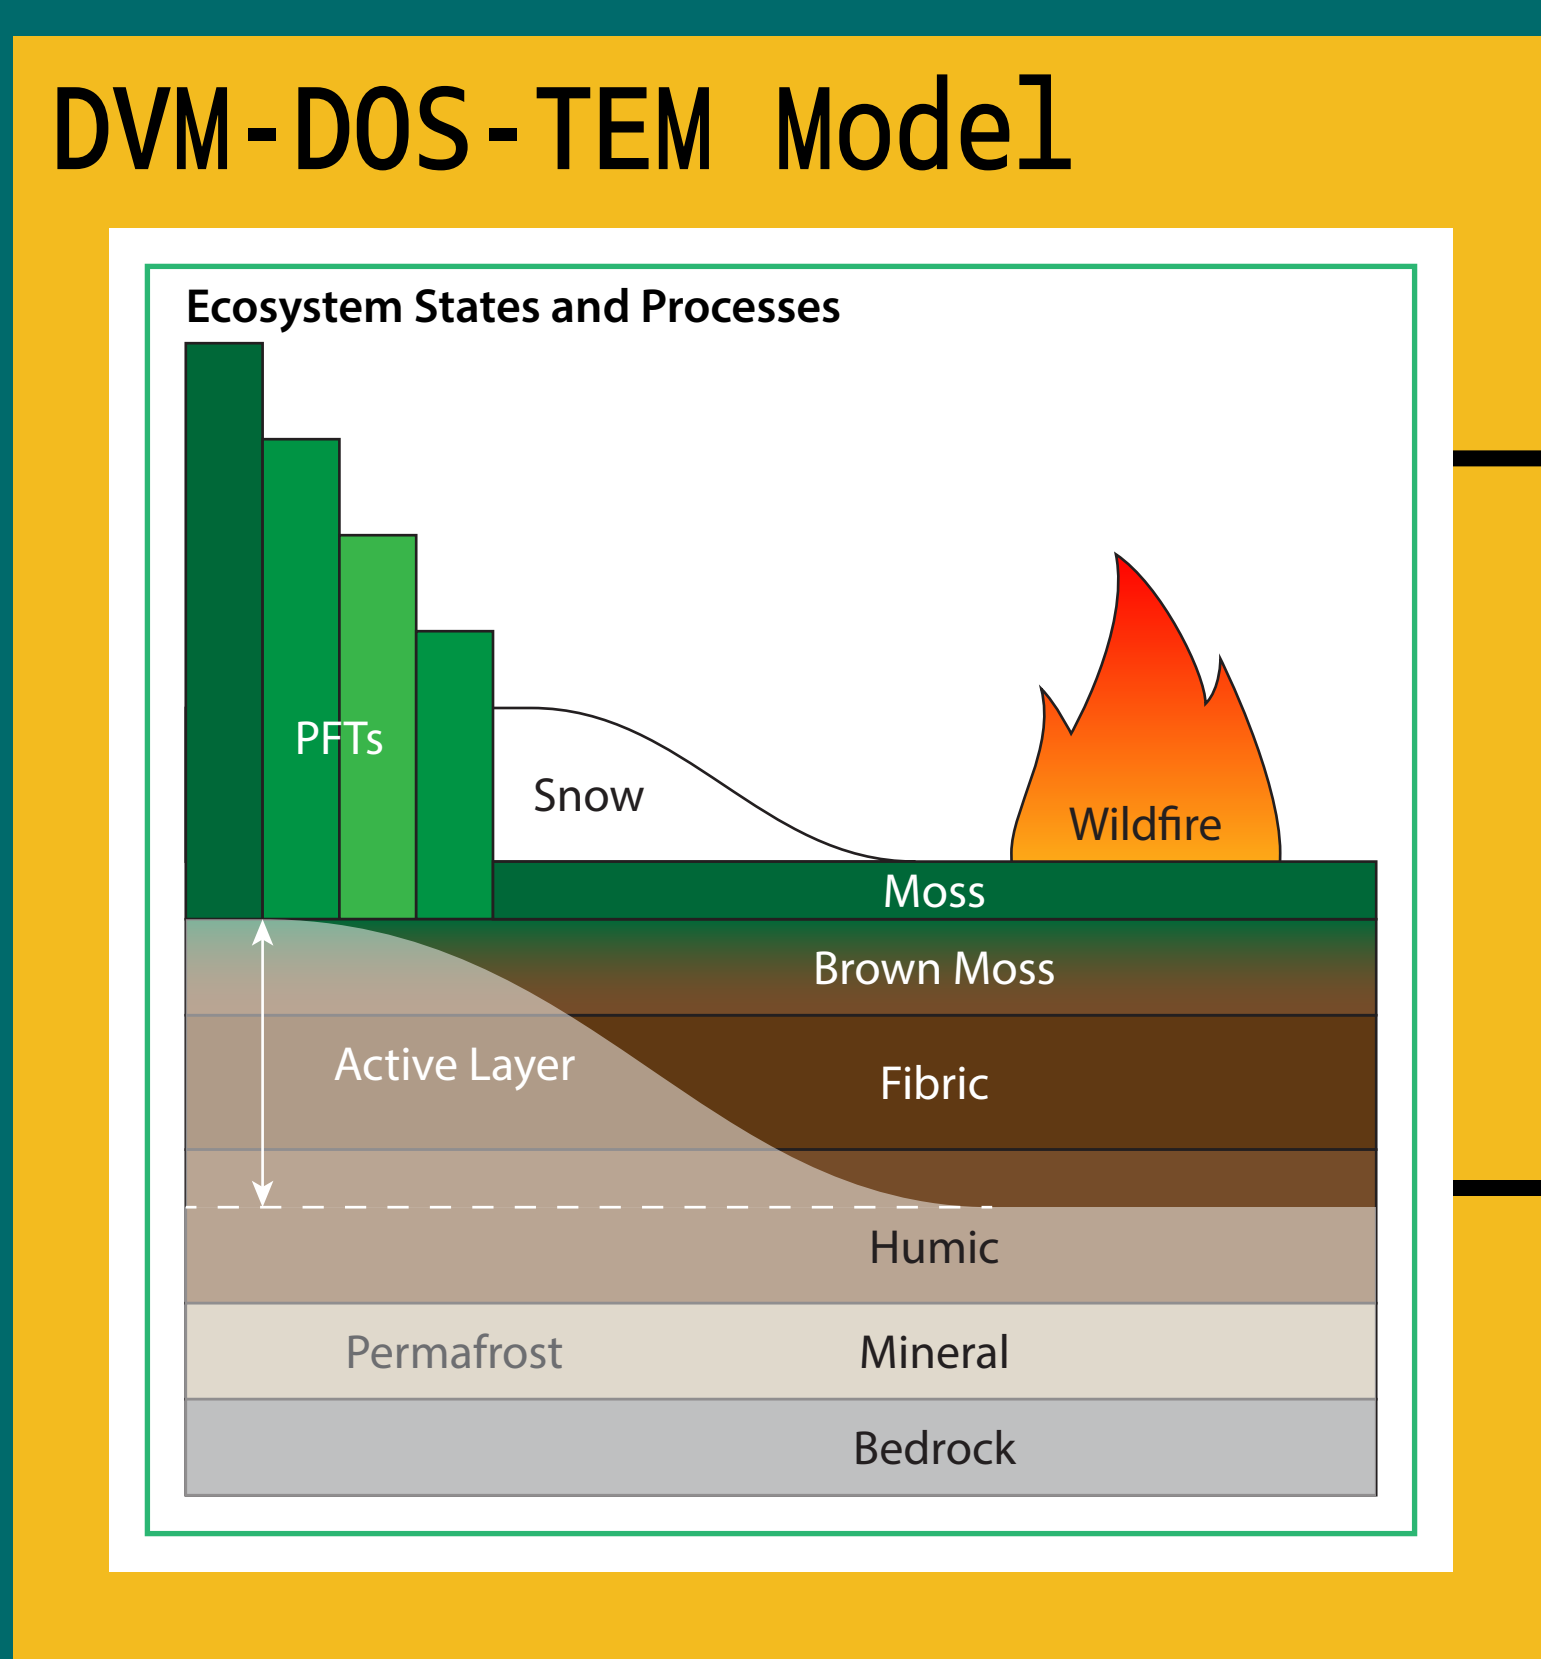 DVM-DOS-TEM Model
Ecosystem States and Processes
PFTs
Snow
Wildfire
Moss
Brown Moss
Active Layer
Fibric
Humic
Permafrost
Mineral
Bedrock